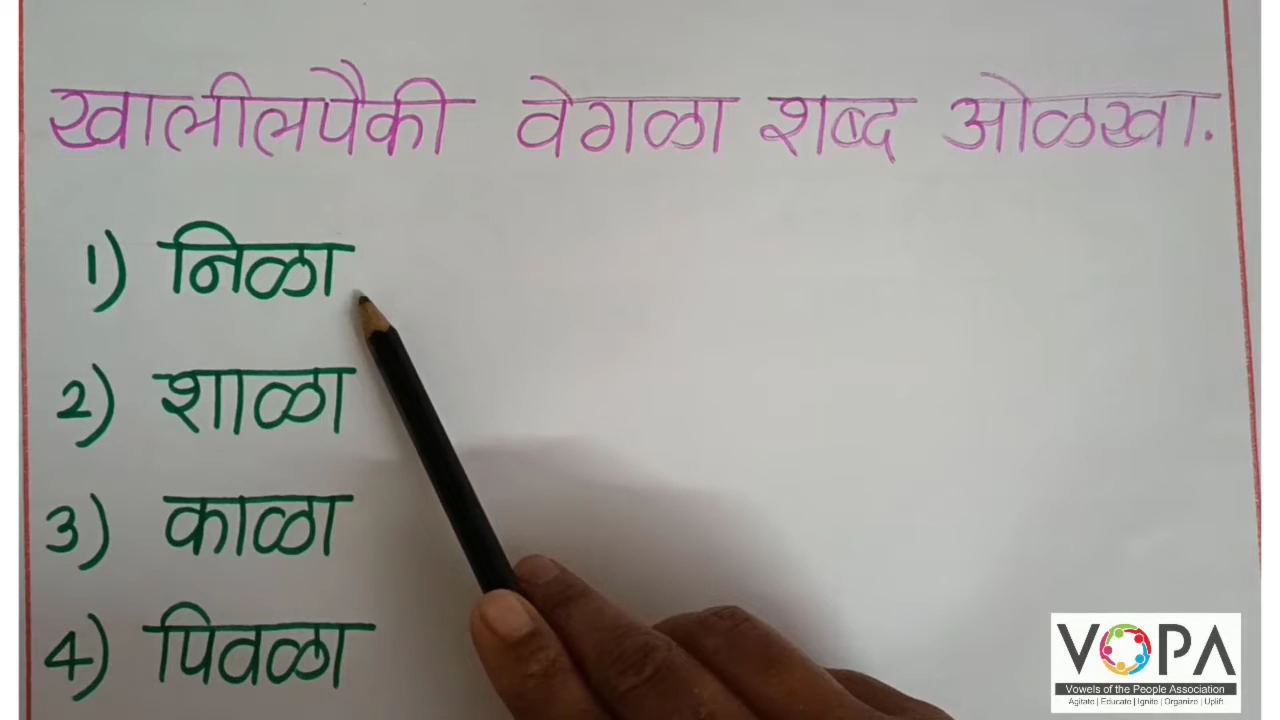 खालीलपैकी वेगळा शब्द ओळखा.
1) निळा
2) शाळा
3) काळा
4) पिवळा
VOPA
Vowels of the People Association
Agitate | Educate | Ignite | Organize | Uplift